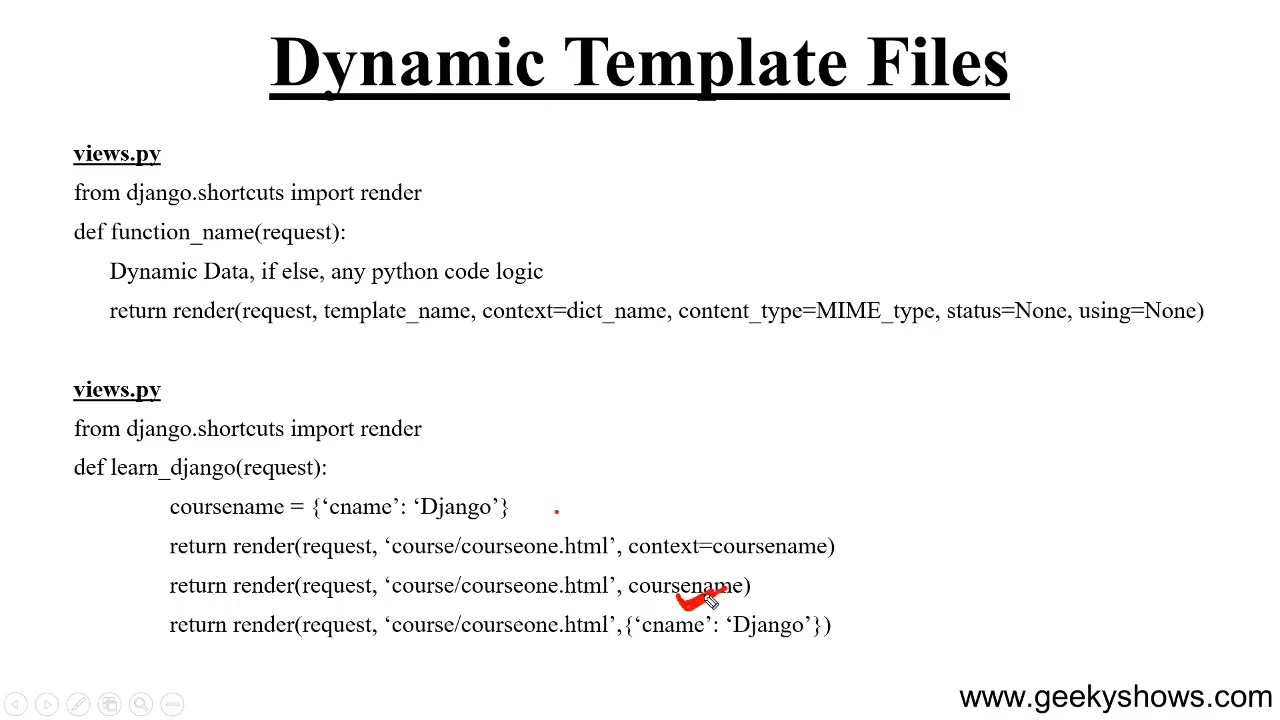 Dynamic Template Files
views.py
from django.shortcuts import render
def function_name(request):
Dynamic Data, if else, any python code logic
return render(request, template_name, context=dict_name, content_type=MIME_type, status=None, using=None)
views.py
from django.shortcuts import render
def learn_django(request):
coursename = {‘cname’: ‘Django’}
return render(request, ‘course/courseone.html’, context=coursename)
return render(request, ‘course/courseone.html’, coursename)
return render(request, ‘course/courseone.html’,{‘cname’: ‘Django’})
www.geekyshows.com